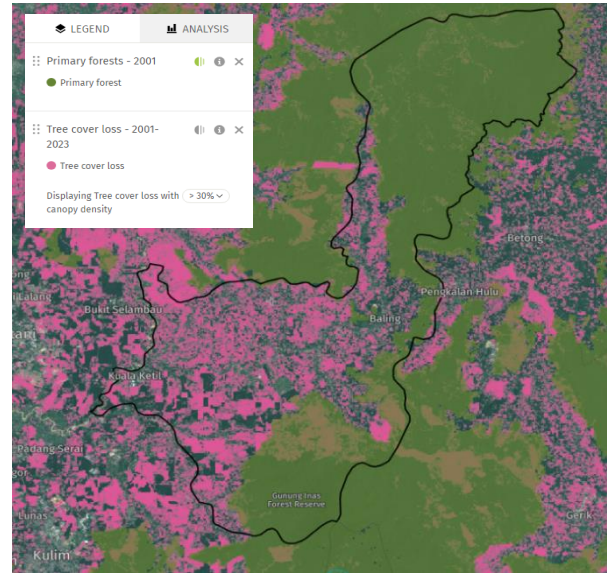 LEGEND
ANALYSIS
Primary forests - 2001
Primary forest
Tree cover loss - 2001-
2023
Tree cover loss
Displaying Tree cover loss with > 30%
canopy density
Betong
Pengkalan Hulu
Bukit Selambau
Baling
Kuala Ketil
Padang Serai
Gunung Inas
Forest Reserve
Lunas
Gerik
Kulim